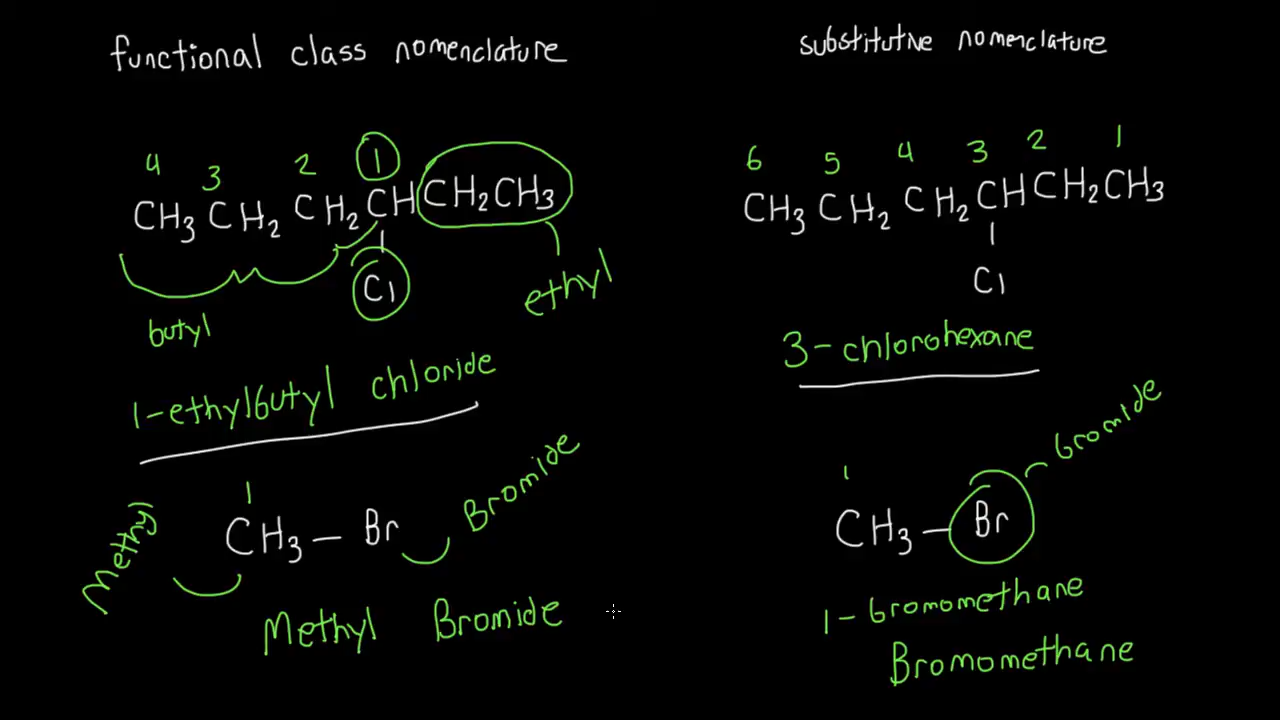 functional class nomenclature
4 3 2 1
CH3CH2CH2CHCH2CH3
Cl
butyl
ethyl
1-ethylbutyl chloride
1
CH3-Br
Methyl
Bromide
Methyl Bromide
substitutive nomenclature
6 5 4 3 2 1
CH3CH2CH2CHCH2CH3
Cl
3-chlorohexane
1
CH3-Br
bromide
1-bromomethane
Bromomethane